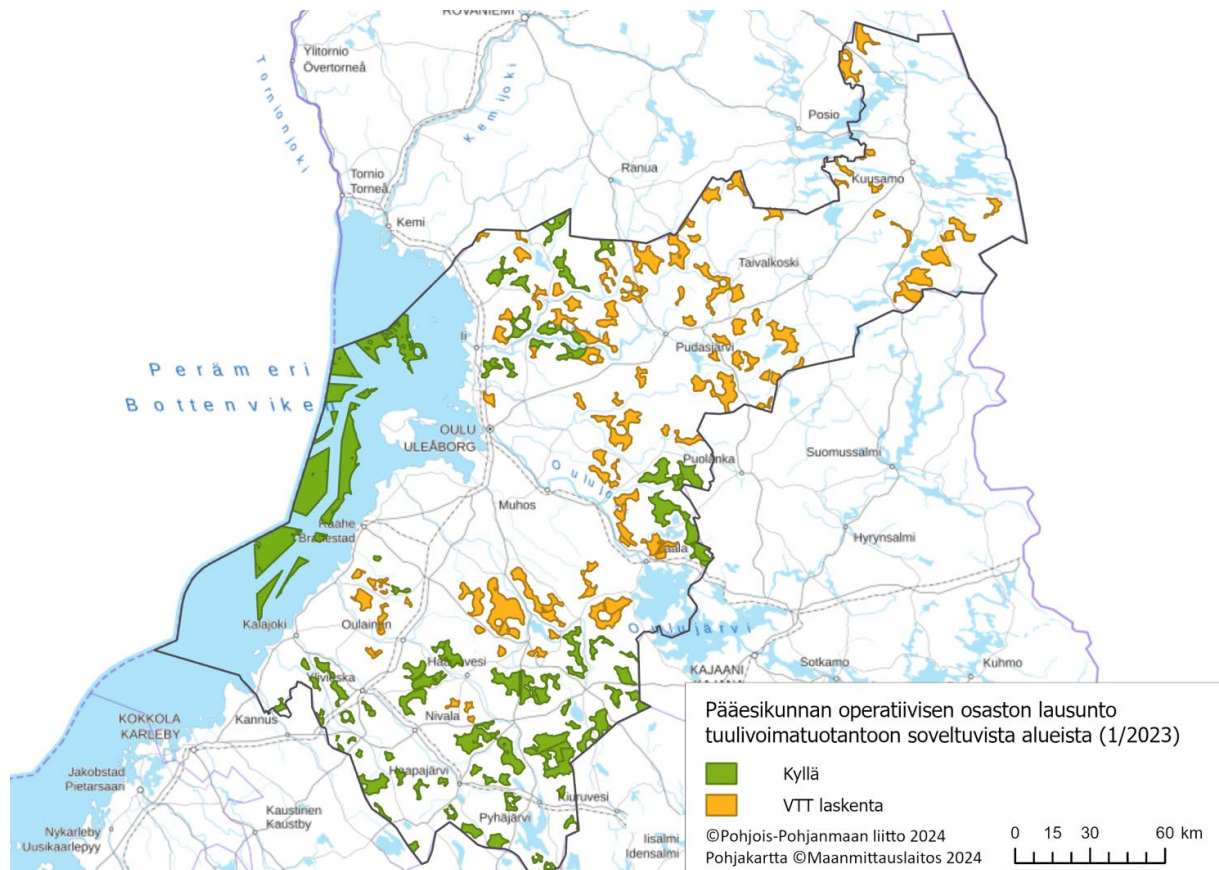 ROVANIEMI
Ylitornio
Övertorneå
Tornionjoki
Kemijoki
Posio
Ranua
Kuusamo
Tornio
Torneå
Kemi
Taivalkoski
Ii
Pudasjärvi
Perämeri
Bottenviken
OULU
ULEÅBORG
Puolanka
Suomussalmi
Oulujo
Muhos
Raahe
Brahestad
Hyrynsalmi
Vaala
Kalajoki
Oulainen
Oulujärvi
Haapavesi
KAJAANI
KAJANA
Sotkamo
Kuhmo
Ylivieska
KOKKOLA
KARLEBY
Kannus
Nivala
Jakobstad
Pietarsaari
Haapajärvi
Kiuruvesi
Kaustinen
Kaustby
Pyhäjärvi
Nykarleby
Uusikaarlepyy
Iisalmi
Idensalmi
Pääesikunnan operatiivisen osaston lausunto
tuulivoimatuotantoon soveltuvista alueista (1/2023)
Kyllä
VTT laskenta
©Pohjois-Pohjanmaan liitto 2024
Pohjakartta ©Maanmittauslaitos 2024
0 15 30 60 km